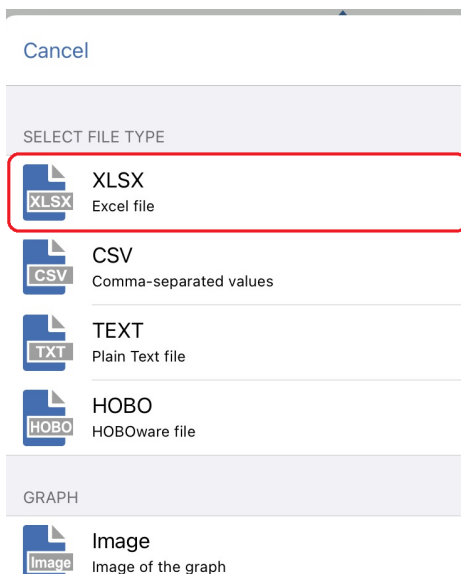 Cancel
SELECT FILE TYPE
XLSX
XLSX
Excel file
CSV
CSV
Comma-separated values
TXT
TEXT
Plain Text file
HOBO
HOBO
HOBOware file
GRAPH
Image
Image
Image of the graph